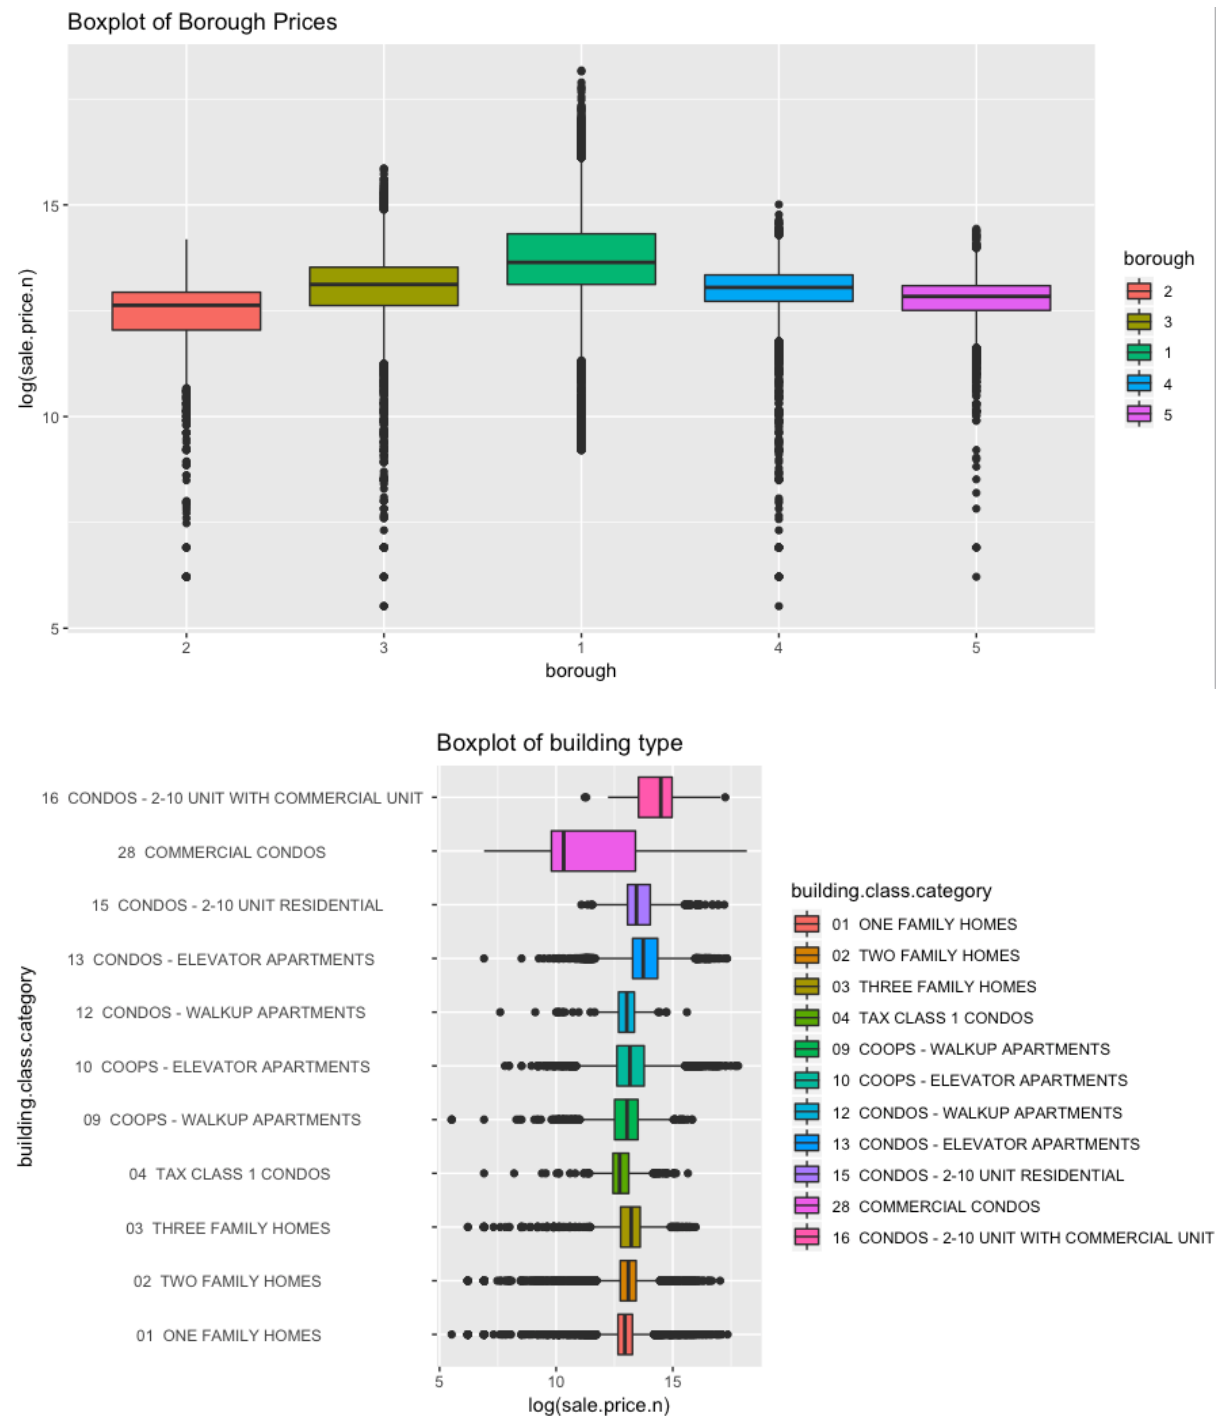 Boxplot of Borough Prices
15
10
5
log(sale.price.n)
2 3 1 4 5
borough
borough
2
3
1
4
5
Boxplot of building type
16 CONDOS - 2-10 UNIT WITH COMMERCIAL UNIT
28 COMMERCIAL CONDOS
15 CONDOS - 2-10 UNIT RESIDENTIAL
13 CONDOS - ELEVATOR APARTMENTS
12 CONDOS - WALKUP APARTMENTS
10 COOPS - ELEVATOR APARTMENTS
09 COOPS - WALKUP APARTMENTS
04 TAX CLASS 1 CONDOS
03 THREE FAMILY HOMES
02 TWO FAMILY HOMES
01 ONE FAMILY HOMES
building.class.category
5 10 15
log(sale.price.n)
building.class.category
01 ONE FAMILY HOMES
02 TWO FAMILY HOMES
03 THREE FAMILY HOMES
04 TAX CLASS 1 CONDOS
09 COOPS - WALKUP APARTMENTS
10 COOPS - ELEVATOR APARTMENTS
12 CONDOS - WALKUP APARTMENTS
13 CONDOS - ELEVATOR APARTMENTS
15 CONDOS - 2-10 UNIT RESIDENTIAL
28 COMMERCIAL CONDOS
16 CONDOS - 2-10 UNIT WITH COMMERCIAL UNIT